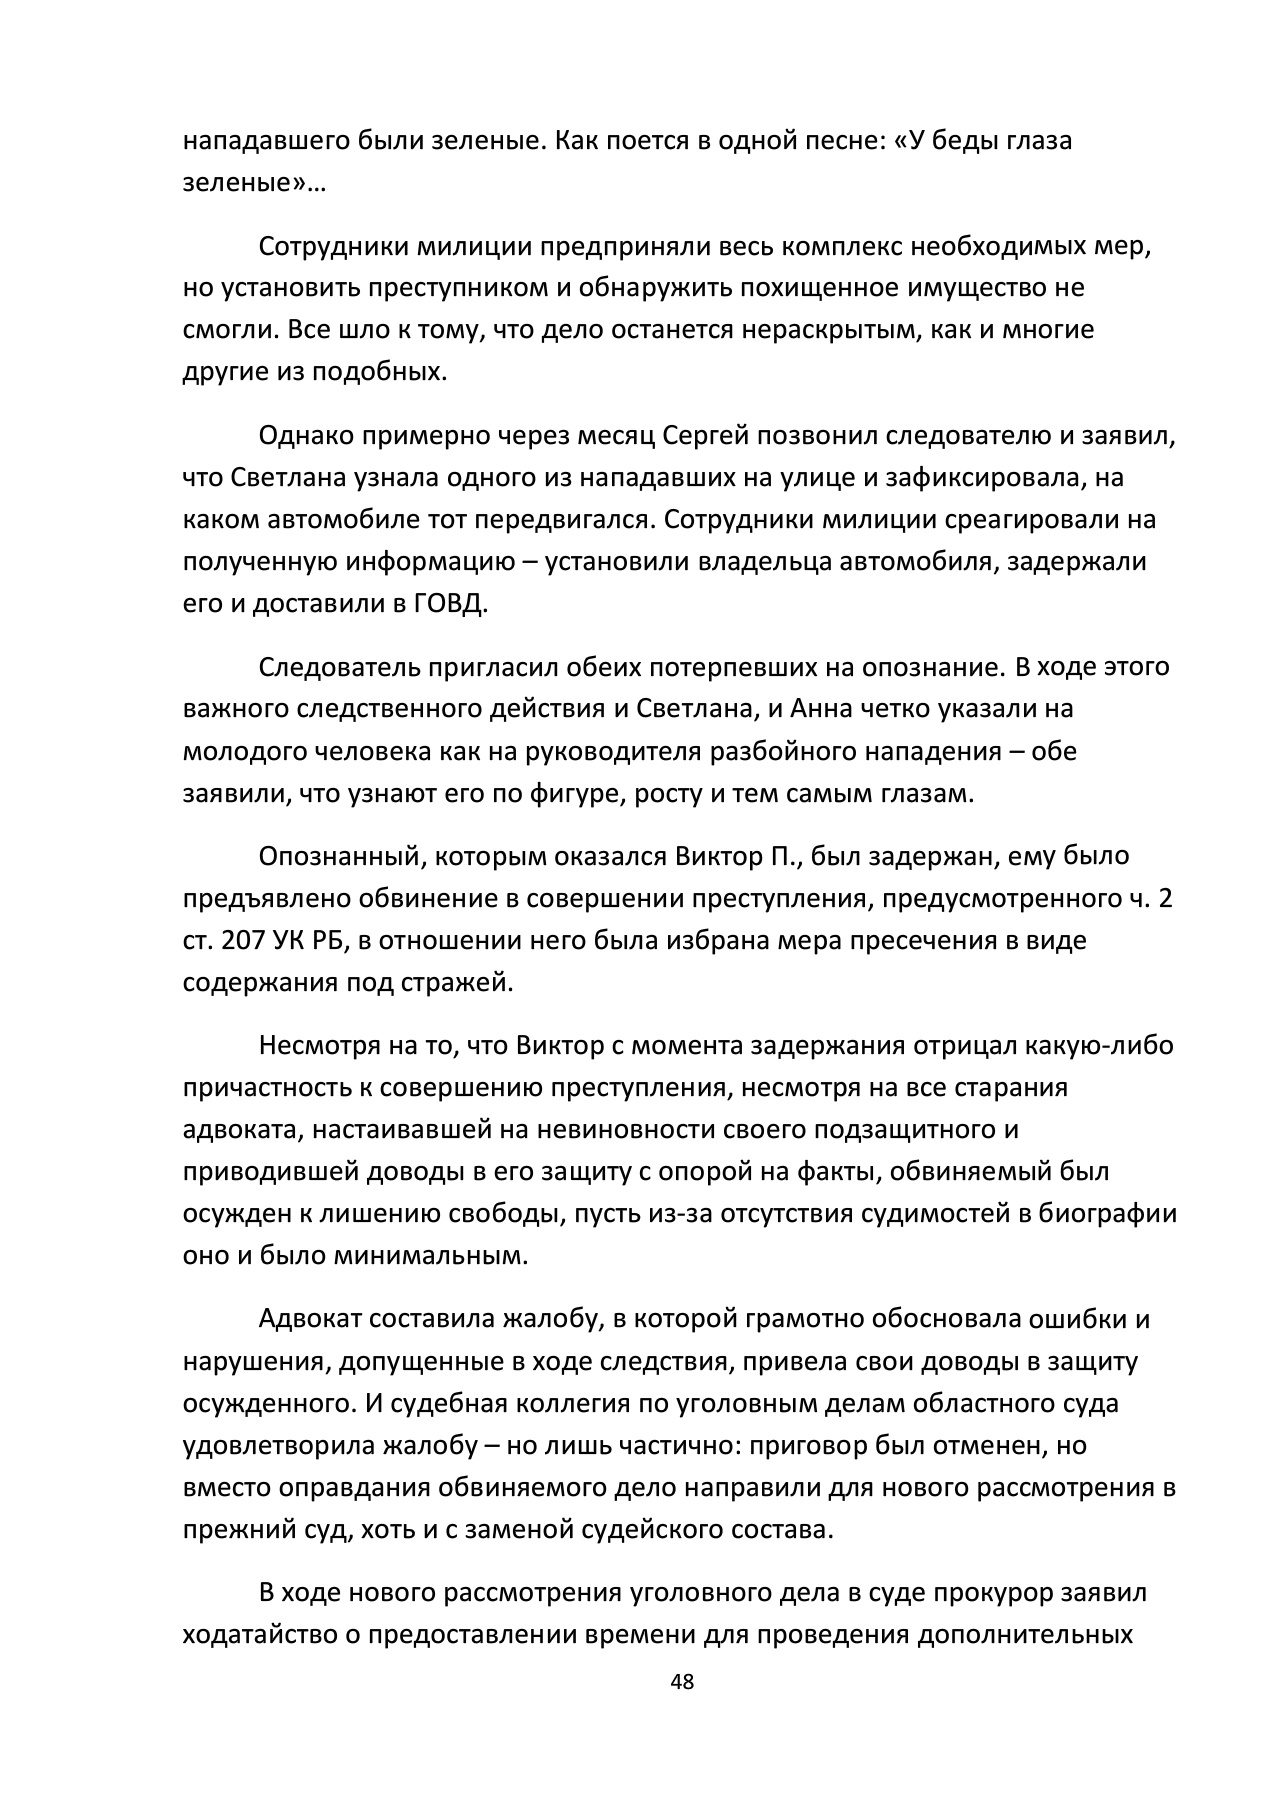 нападавшего были зеленые. Как поется в одной песне: «У беды глаза
зеленые»…
Сотрудники милиции предприняли весь комплекс необходимых мер,
но установить преступником и обнаружить похищенное имущество не
смогли. Все шло к тому, что дело останется нераскрытым, как и многие
другие из подобных.
Однако примерно через месяц Сергей позвонил следователю и заявил,
что Светлана узнала одного из нападавших на улице и зафиксировала, на
каком автомобиле тот передвигался. Сотрудники милиции среагировали на
полученную информацию – установили владельца автомобиля, задержали
его и доставили в ГОВД.
Следователь пригласил обеих потерпевших на опознание. В ходе этого
важного следственного действия и Светлана, и Анна четко указали на
молодого человека как на руководителя разбойного нападения – обе
заявили, что узнают его по фигуре, росту и тем самым глазам.
Опознанный, которым оказался Виктор П., был задержан, ему было
предъявлено обвинение в совершении преступления, предусмотренного ч. 2
ст. 207 УК РБ, в отношении него была избрана мера пресечения в виде
содержания под стражей.
Несмотря на то, что Виктор с момента задержания отрицал какую-либо
причастность к совершению преступления, несмотря на все старания
адвоката, настаивавшей на невиновности своего подзащитного и
приводившей доводы в его защиту с опорой на факты, обвиняемый был
осужден к лишению свободы, пусть из-за отсутствия судимостей в биографии
оно и было минимальным.
Адвокат составила жалобу, в которой грамотно обосновала ошибки и
нарушения, допущенные в ходе следствия, привела свои доводы в защиту
осужденного. И судебная коллегия по уголовным делам областного суда
удовлетворила жалобу – но лишь частично: приговор был отменен, но
вместо оправдания обвиняемого дело направили для нового рассмотрения в
прежний суд, хоть и с заменой судейского состава.
В ходе нового рассмотрения уголовного дела в суде прокурор заявил
ходатайство о предоставлении времени для проведения дополнительных
48